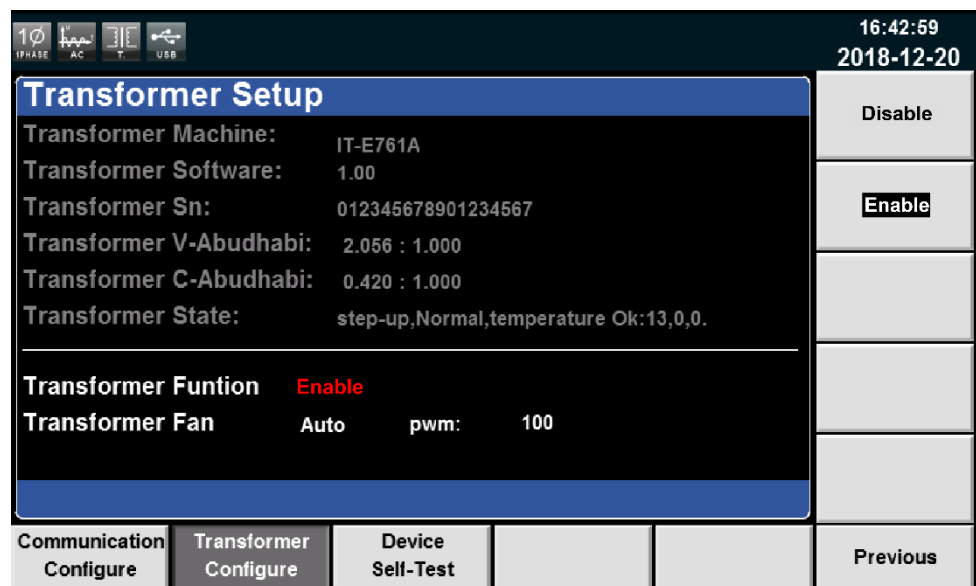 1Ø
1PHASE
AC
T.
USB
16:42:59
2018-12-20
Transformer Setup
Transformer Machine: IT-E761A
Transformer Software: 1.00
Transformer Sn: 012345678901234567
Transformer V-Abudhabi: 2.056 : 1.000
Transformer C-Abudhabi: 0.420 : 1.000
Transformer State: step-up,Normal,temperature Ok:13,0,0.
Transformer Funtion Enable
Transformer Fan Auto pwm: 100
Disable
Enable
Communication
Configure
Transformer
Configure
Device
Self-Test
Previous